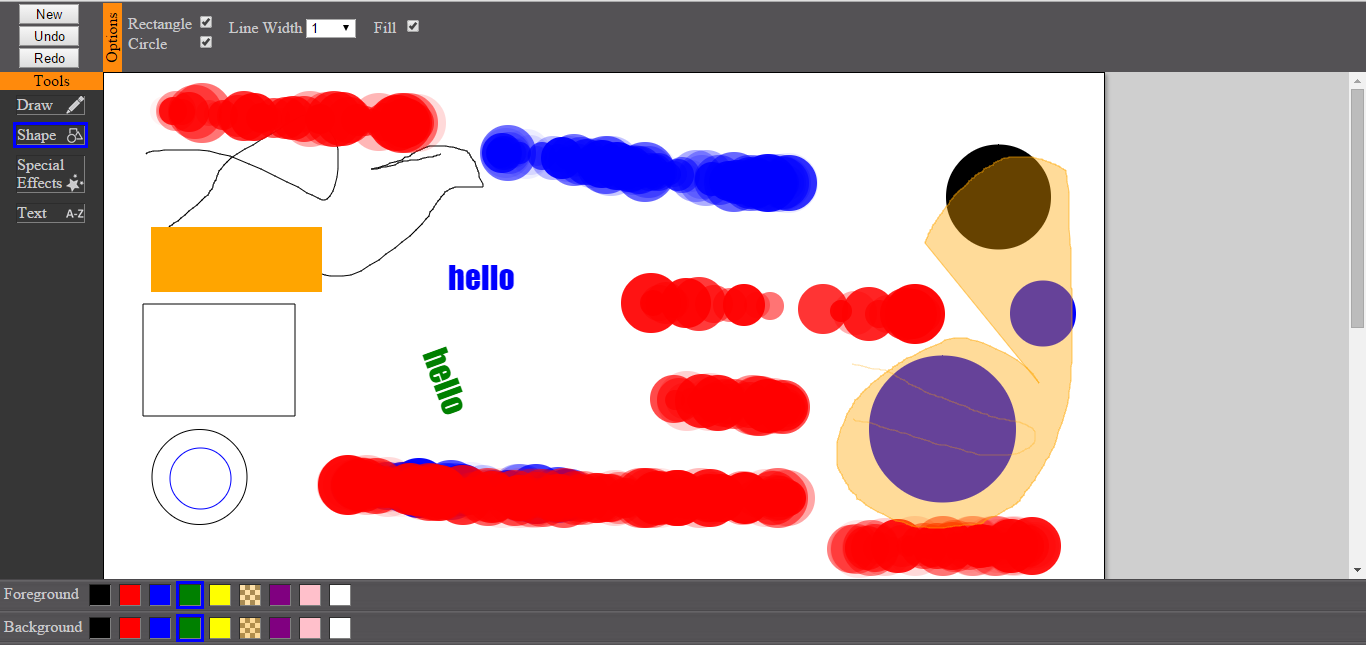 New
Undo
Redo
Options
Rectangle
Circle
Line Width 1
Fill
Tools
Draw
Shape
Special
Effects
Text A-Z
hello
hello
Foreground
Background